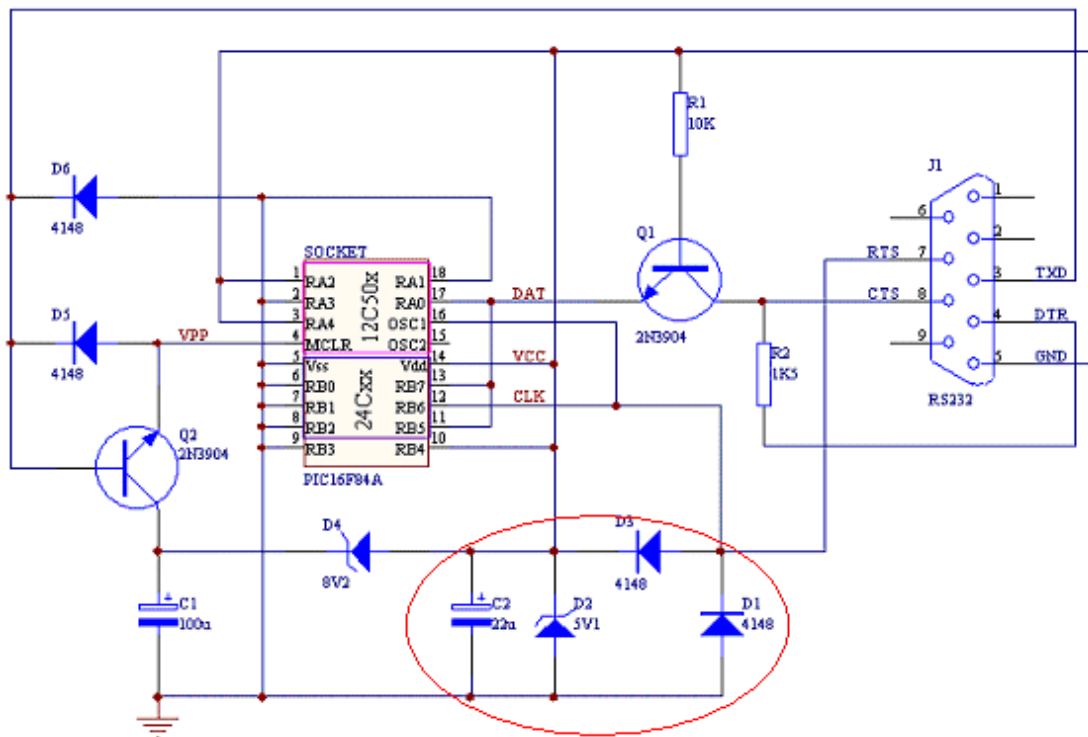 R1
10K
J1
D6
4148
SOCKET
1 RA2 RA1 18
2 RA3 RA0 17 DAT
3 RA4 OSC1 16
4 MCLR OSC2 15
5 Vss Vdd 14 VCC
6 RB0 RB7 13
7 RB1 RB6 12 CLK
8 RB2 RB5 11
9 RB3 RB4 10
12C50x
24Cxx
PIC16F84A
Q1
2N3904
RTS
CTS
1
6
2
7
3
8
4
9
5
TXD
DTR
GND
RS232
R2
1K5
D5
4148
VPP
Q2
2N3904
D4
8V2
D3
4148
C1
100u
+
C2
22u
+
D2
5V1
D1
4148